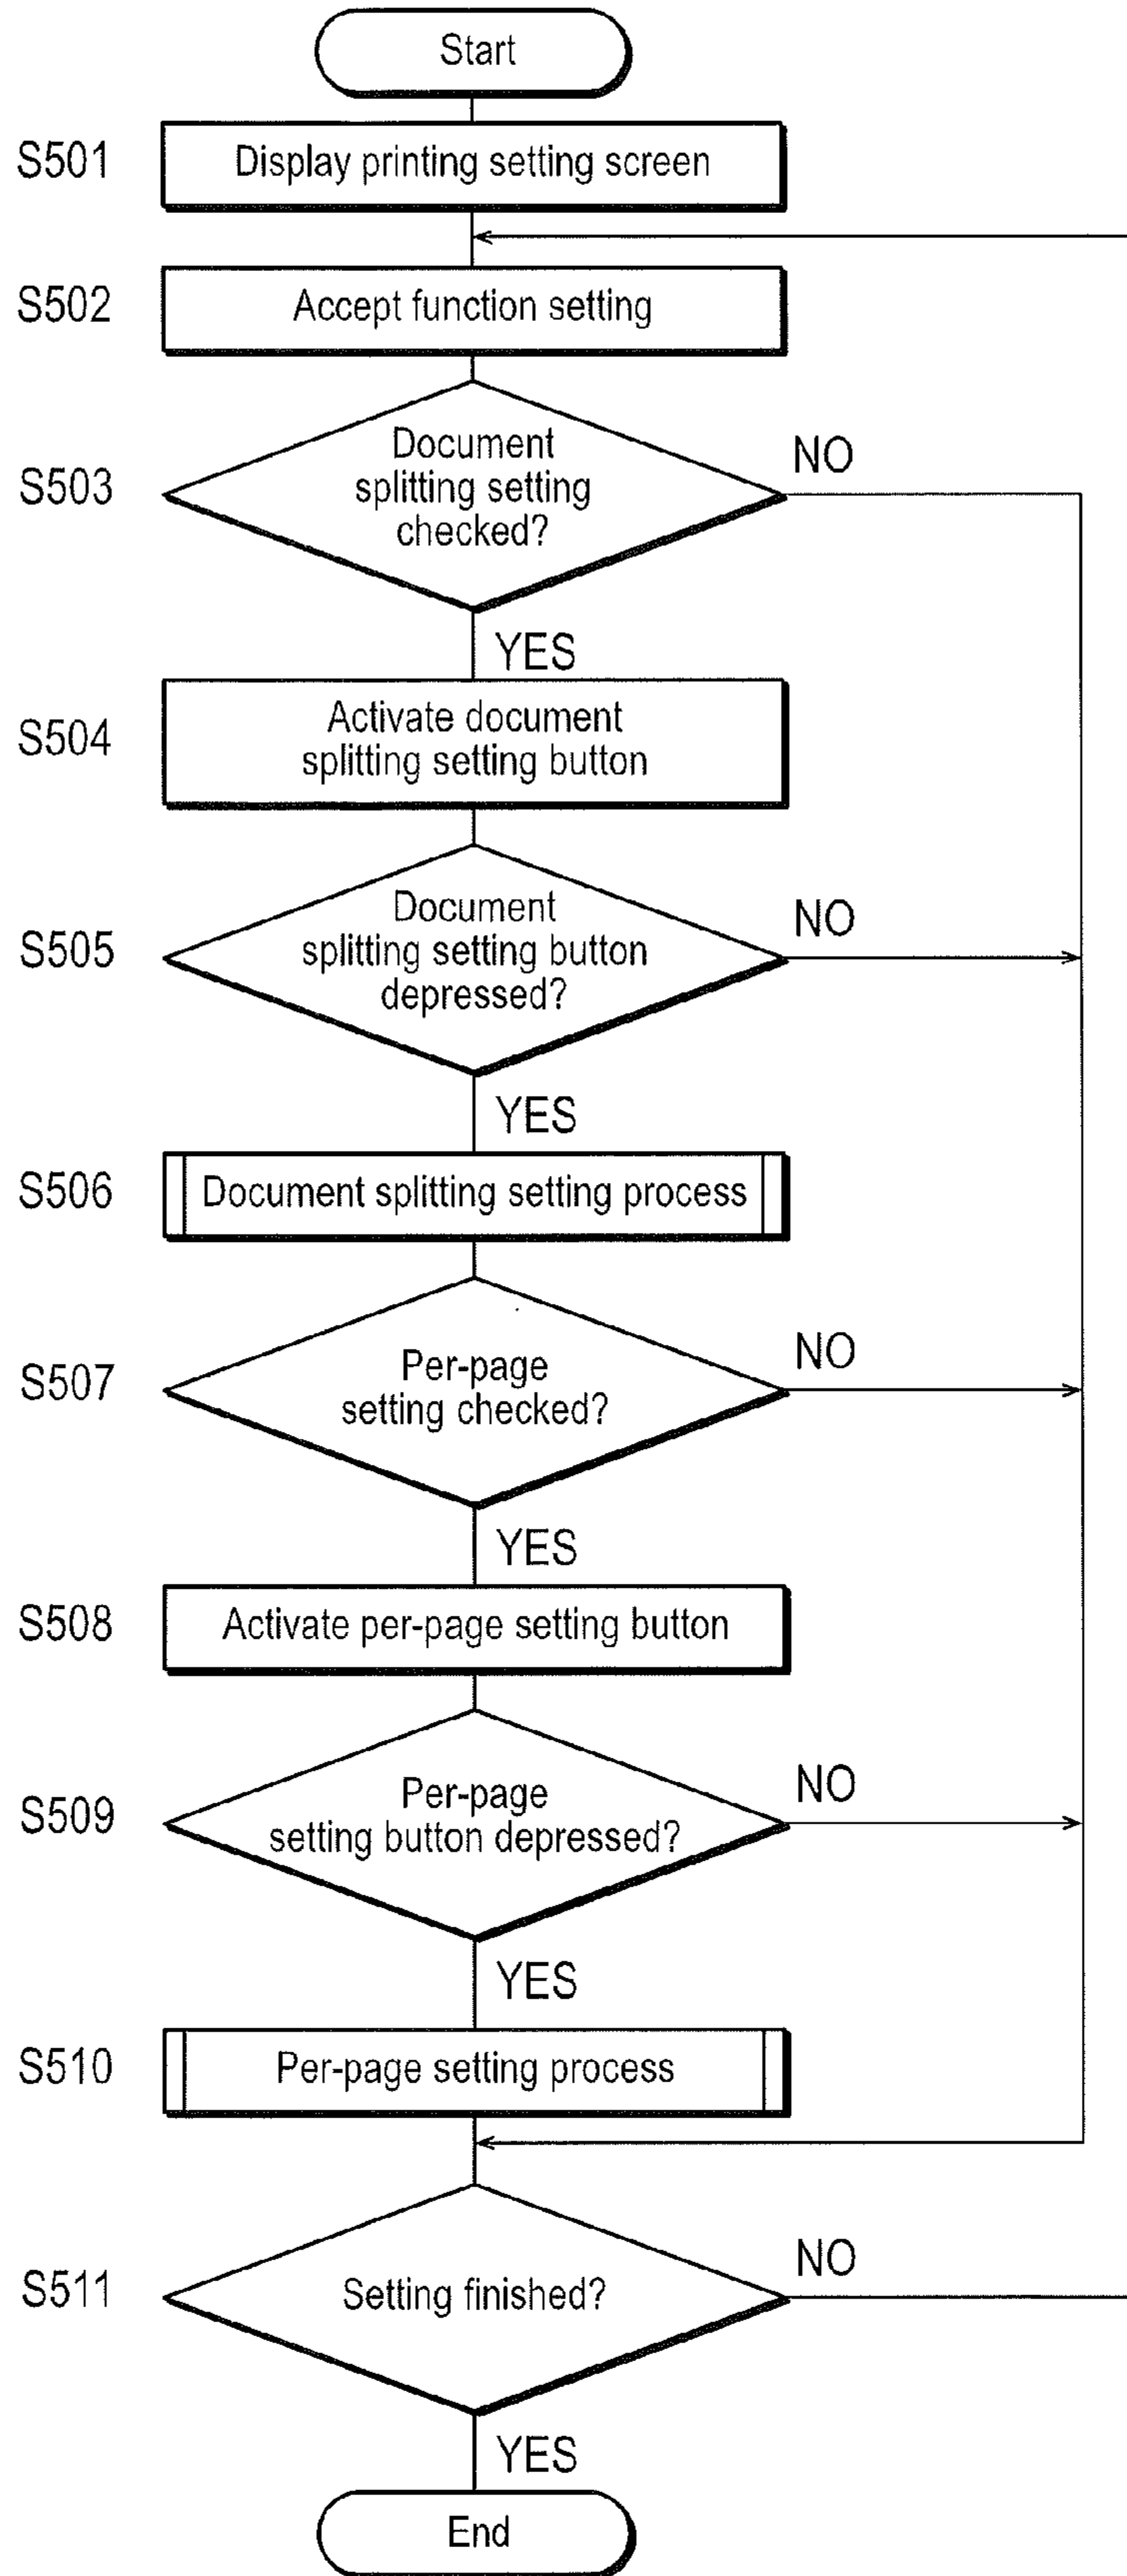 Start
S501
Display printing setting screen
S502
Accept function setting
S503
Document
splitting setting
checked?
NO
YES
S504
Activate document
splitting setting button
S505
Document
splitting setting button
depressed?
NO
YES
S506
Document splitting setting process
S507
Per-page
setting checked?
NO
YES
S508
Activate per-page setting button
S509
Per-page
setting button depressed?
NO
YES
S510
Per-page setting process
S511
Setting finished?
NO
YES
End